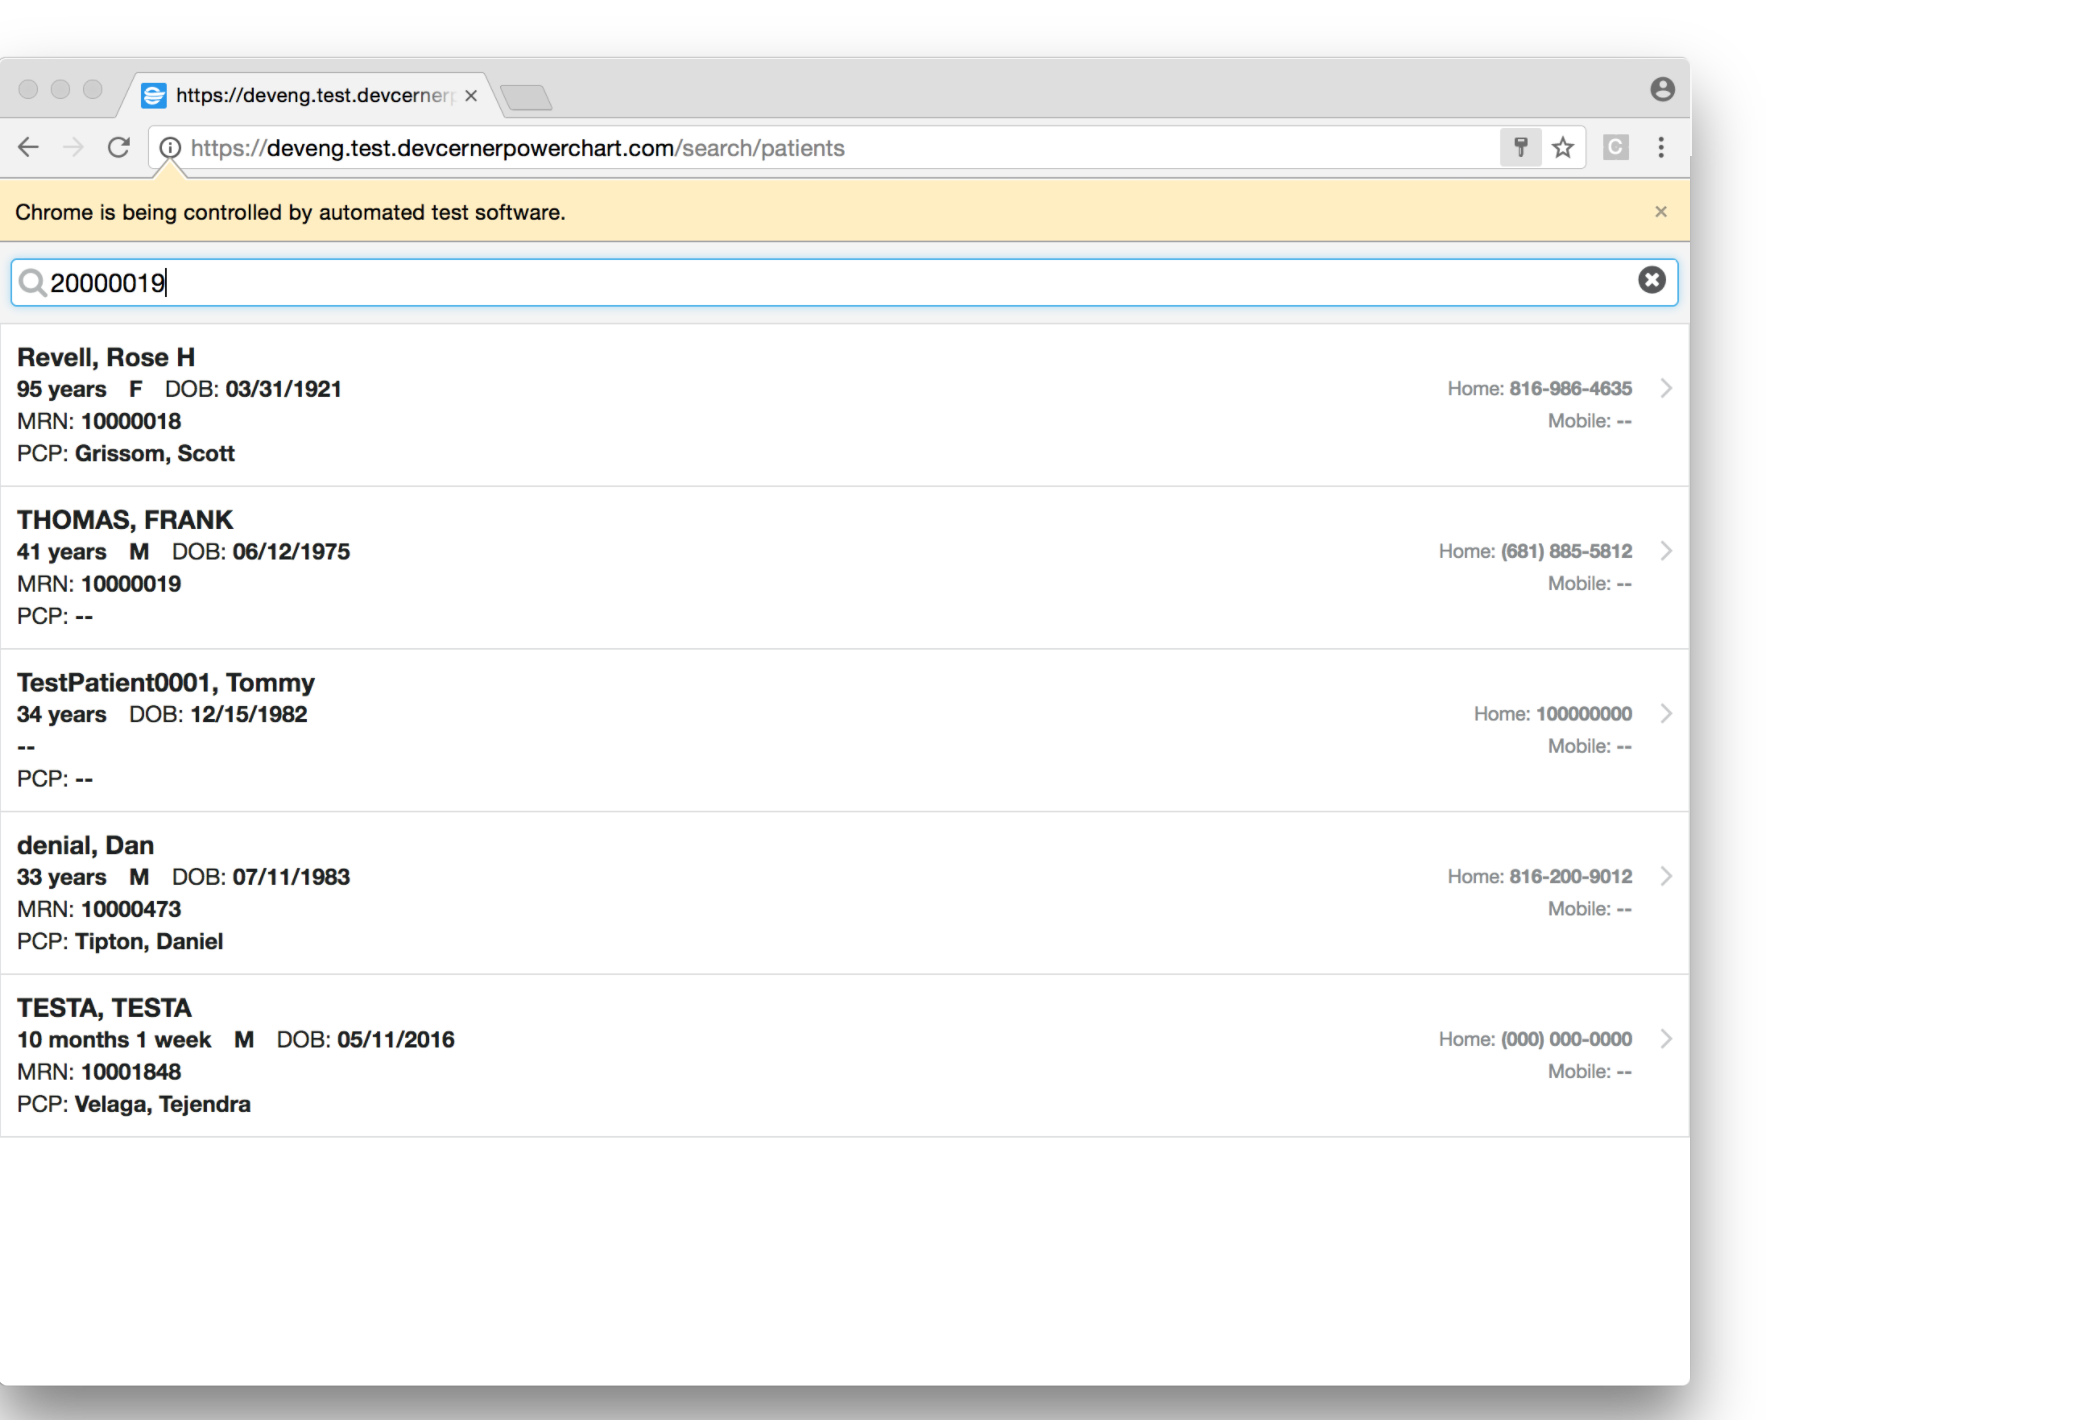 https://deveng.test.devcernerp
https://deveng.test.devcernerpowerchart.com/search/patients
C
Chrome is being controlled by automated test software.
20000019
Revell, Rose H
95 years F DOB: 03/31/1921
Home: 816-986-4635
MRN: 10000018
Mobile: --
PCP: Grissom, Scott
THOMAS, FRANK
41 years M DOB: 06/12/1975
Home: (681) 885-5812
MRN: 10000019
Mobile: --
PCP: --
TestPatient0001, Tommy
34 years DOB: 12/15/1982
Home: 100000000
--
Mobile: --
PCP: --
denial, Dan
33 years M DOB: 07/11/1983
Home: 816-200-9012
MRN: 10000473
Mobile: --
PCP: Tipton, Daniel
TESTA, TESTA
10 months 1 week M DOB: 05/11/2016
Home: (000) 000-0000
MRN: 10001848
Mobile: --
PCP: Velaga, Tejendra